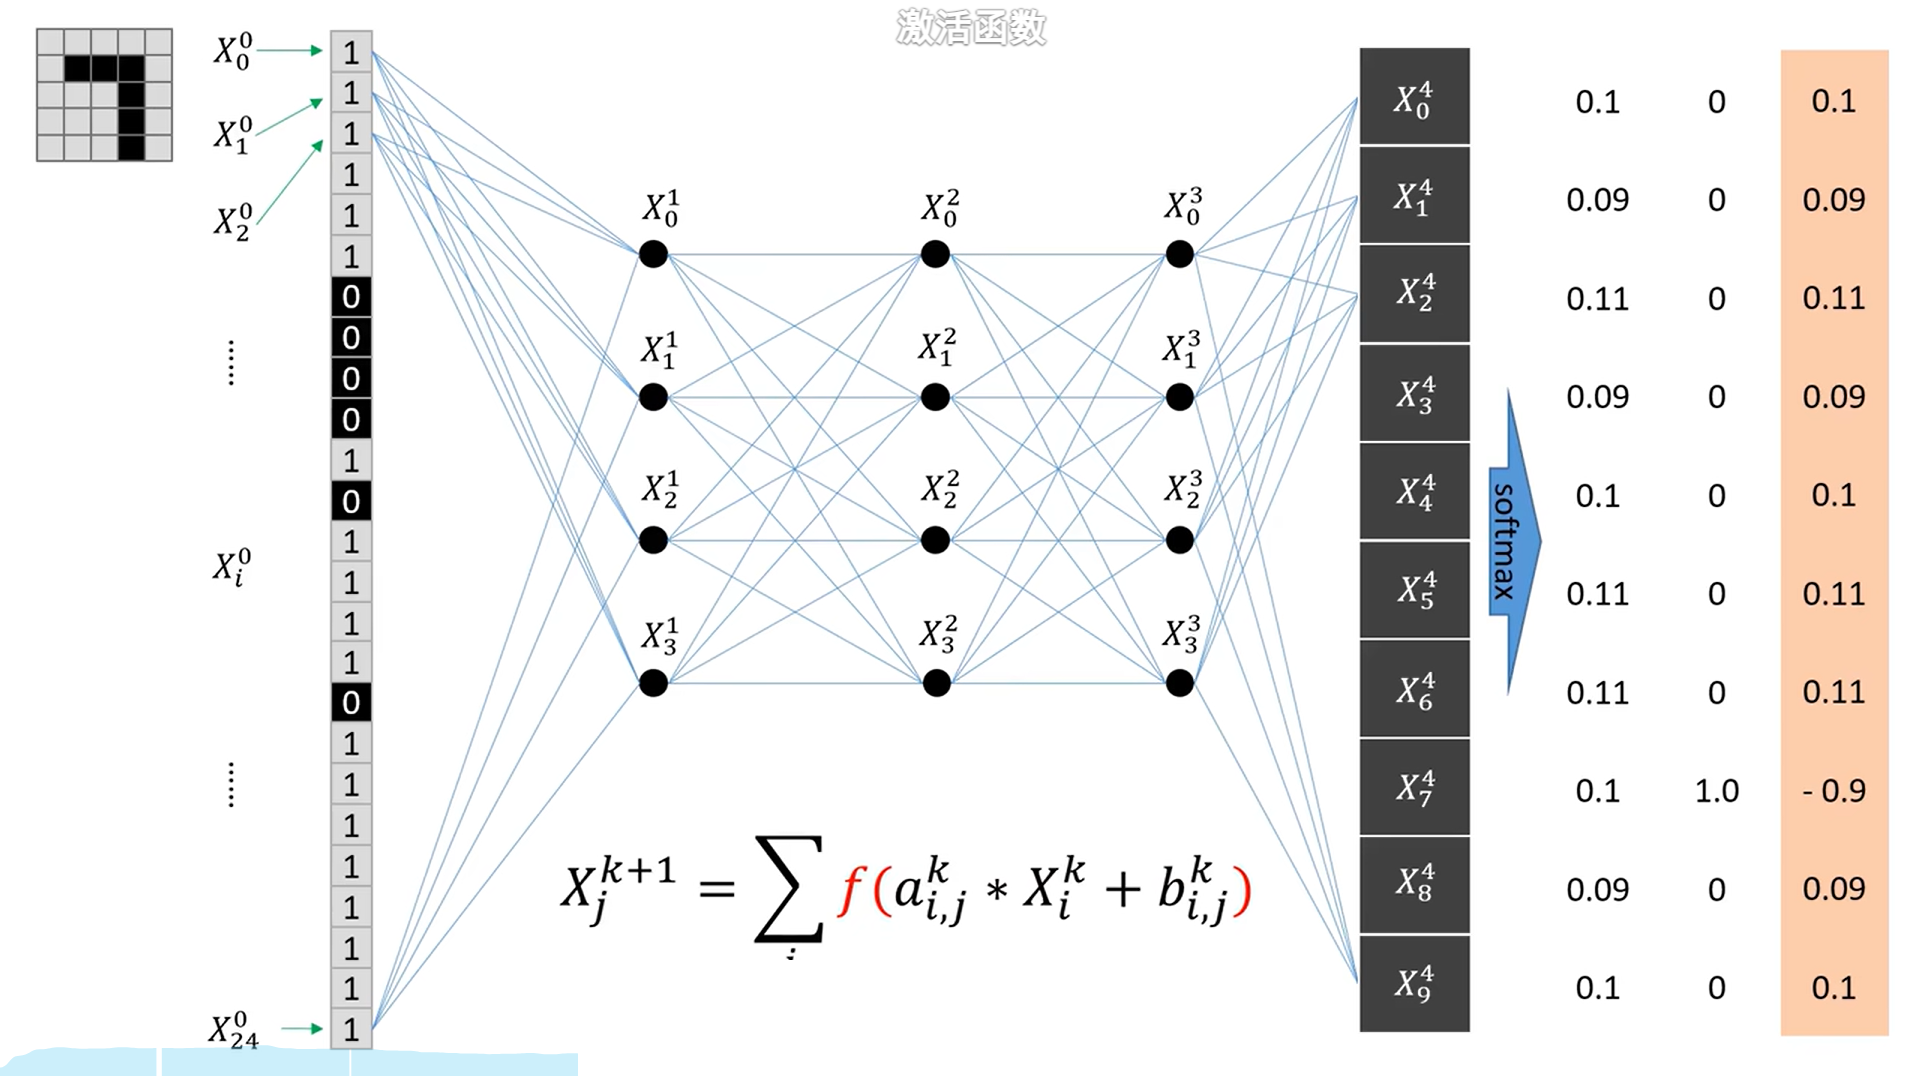 激活函数
X_0^0
X_1^0
X_2^0
......
X_i^0
......
X_24^0
1
1
1
1
1
1
0
0
0
0
1
0
1
1
1
1
0
1
1
1
1
1
1
1
1
X_0^1 X_0^2 X_0^3
X_1^1 X_1^2 X_1^3
X_2^1 X_2^2 X_2^3
X_3^1 X_3^2 X_3^3
X_j^{k+1} = ∑ f(a_{i,j}^k * X_i^k + b_{i,j}^k)
softmax
X_0^4 0.1 0 0.1
X_1^4 0.09 0 0.09
X_2^4 0.11 0 0.11
X_3^4 0.09 0 0.09
X_4^4 0.1 0 0.1
X_5^4 0.11 0 0.11
X_6^4 0.11 0 0.11
X_7^4 0.1 1.0 - 0.9
X_8^4 0.09 0 0.09
X_9^4 0.1 0 0.1